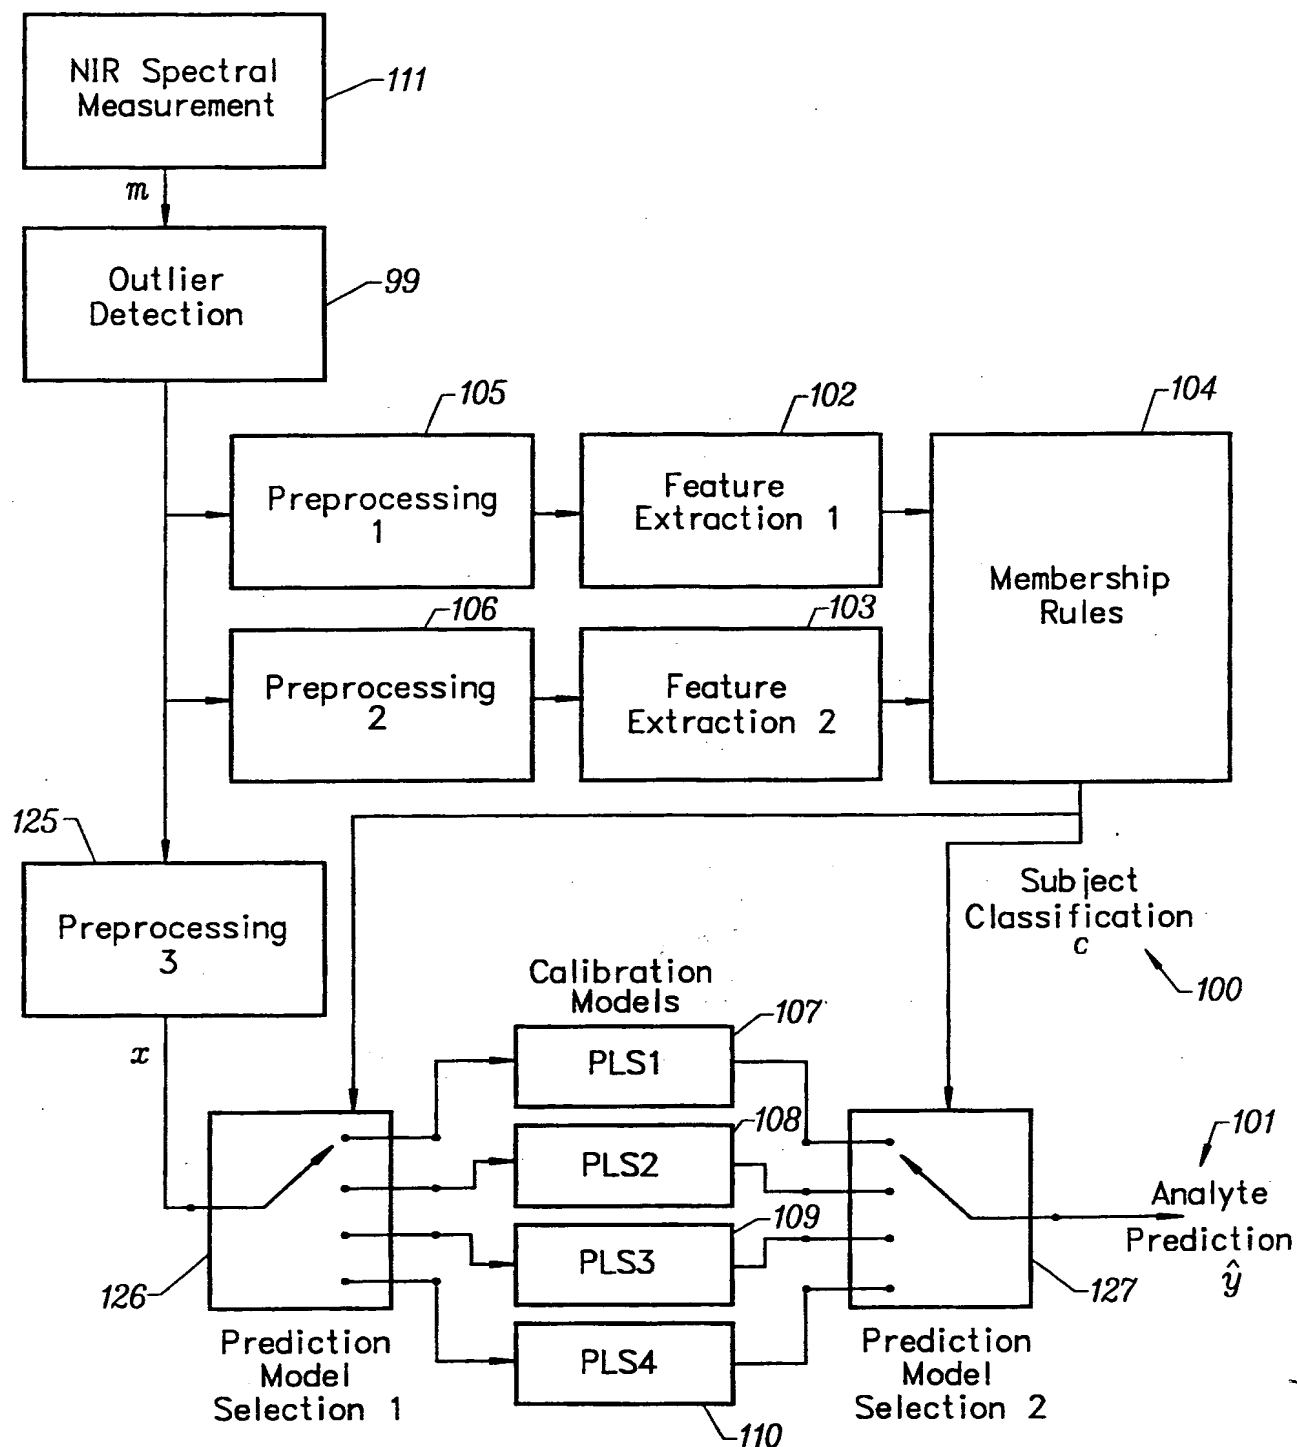 NIR Spectral
Measurement
111
m
Outlier
Detection
99
105
102
104
Preprocessing
1
Feature
Extraction 1
Membership
Rules
106
103
Preprocessing
2
Feature
Extraction 2
125
Preprocessing
3
Subject
Classification
c
100
x
Calibration
Models
107
PLS1
108
PLS2
109
PLS3
PLS4
110
126
Prediction
Model
Selection 1
127
Prediction
Model
Selection 2
101
Analyte
Prediction
ŷ